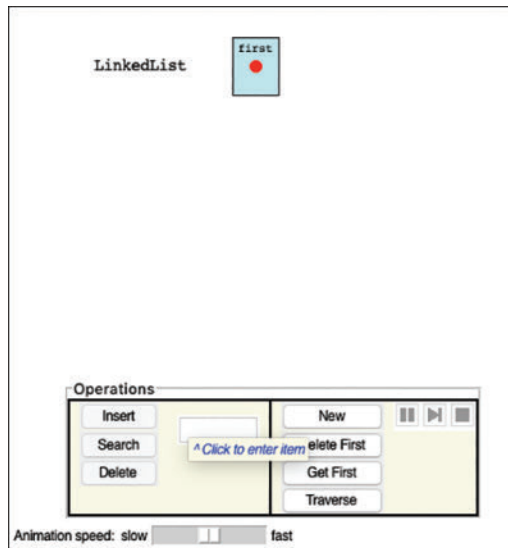 first
LinkedList
Operations
Insert
New
Search
^ Click to enter item
elete First
Delete
Get First
Traverse
Animation speed: slow
fast